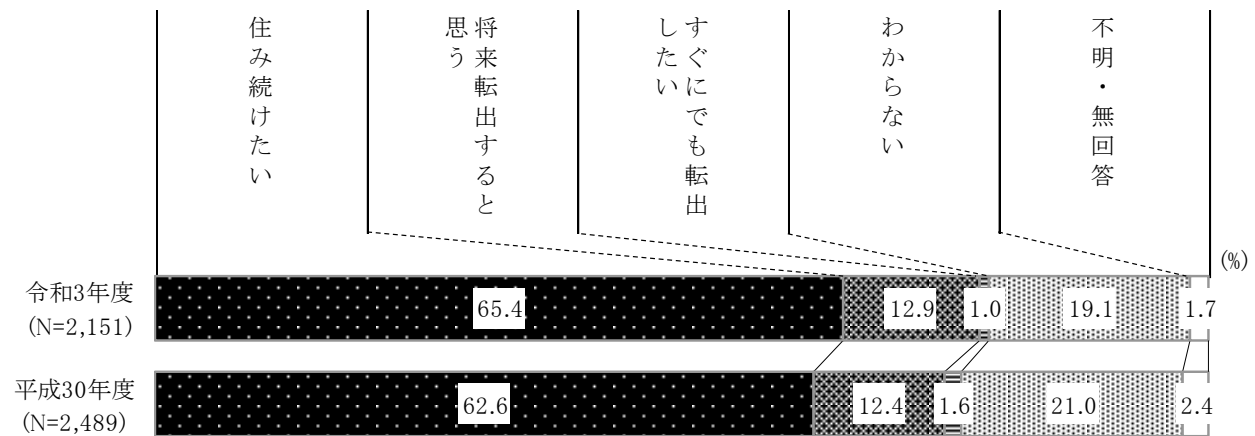 住み続けたい
将来転出すると
思う
すぐにでも転出
したい
わからない
不明・無回答
(%)
令和3年度
(N=2,151)
65.4
12.9
1.0
19.1
1.7
平成30年度
(N=2,489)
62.6
12.4
1.6
21.0
2.4